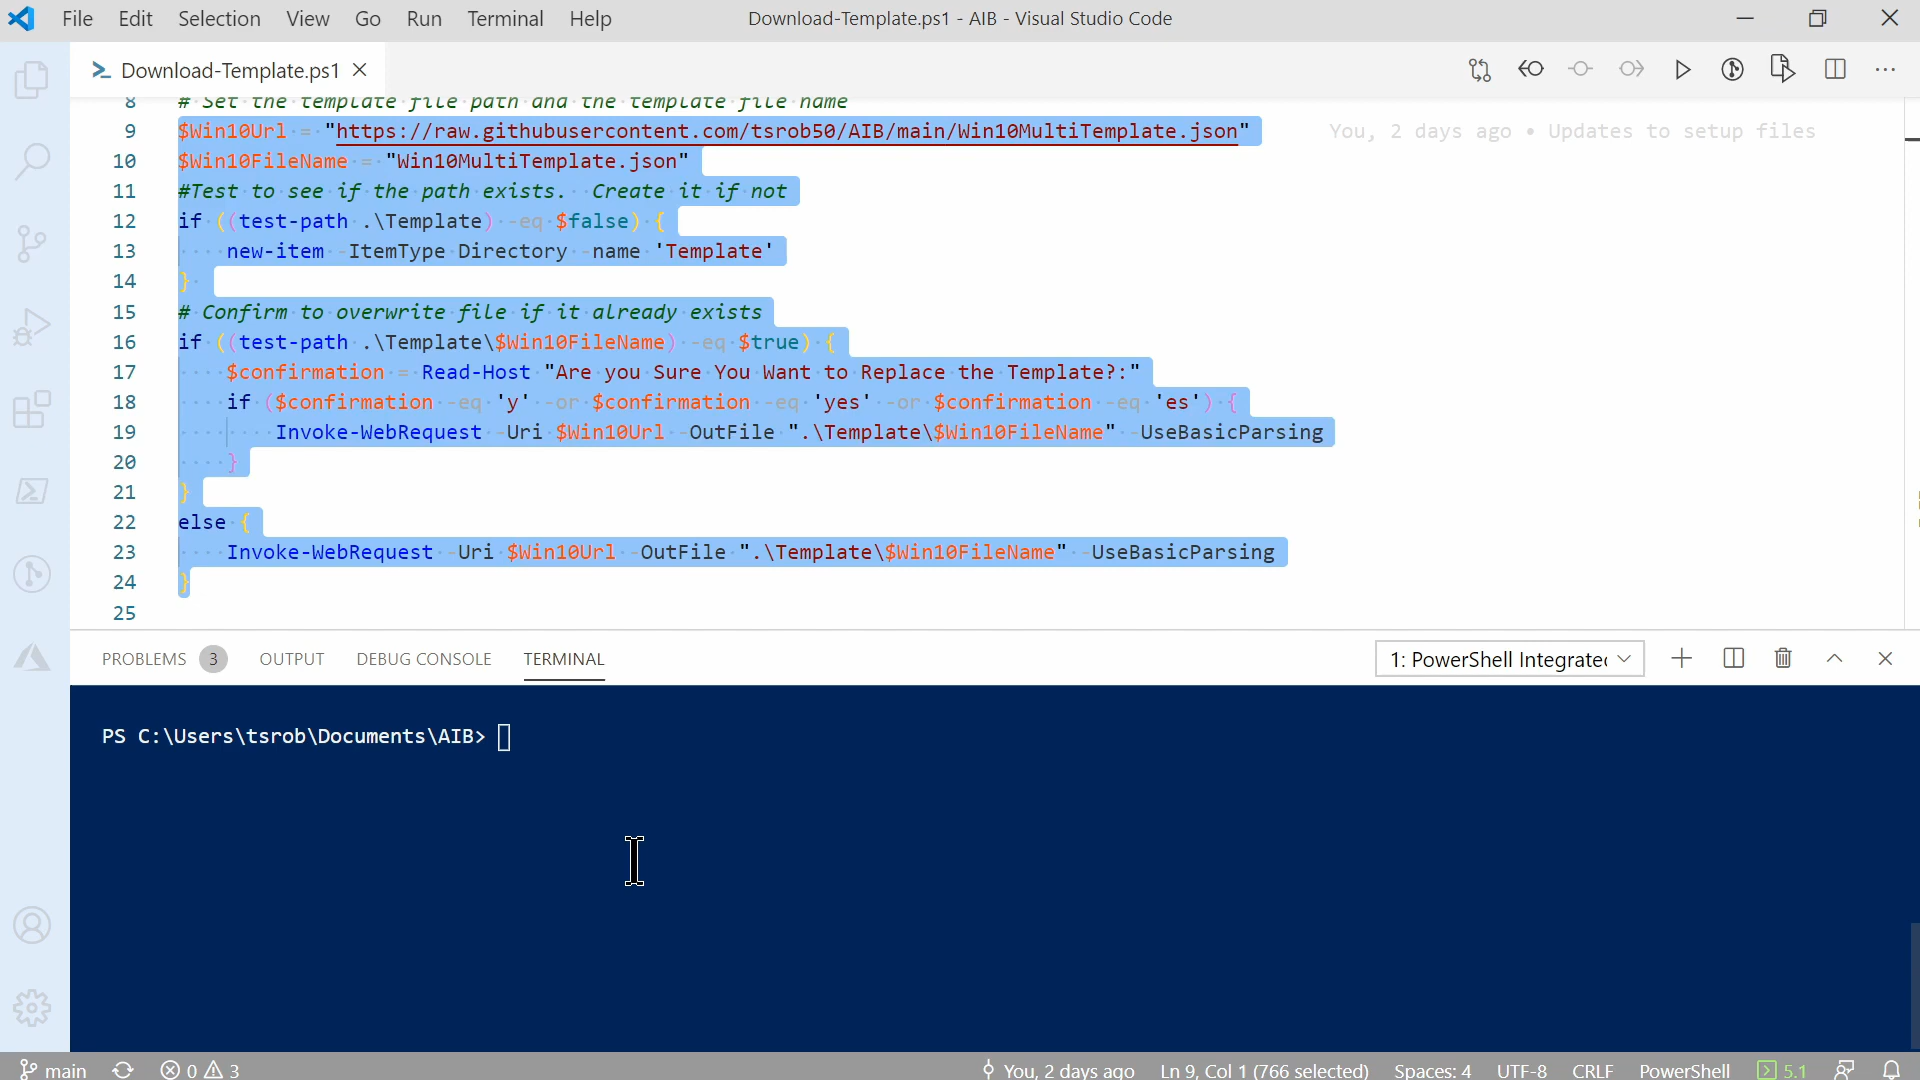 File Edit Selection View Go Run Terminal Help
Download-Template.ps1 - AIB - Visual Studio Code
Download-Template.ps1
8 # Set the template file path and the template file name
9 $Win10Url = "https://raw.githubusercontent.com/tsrob50/AIB/main/Win10MultiTemplate.json" You, 2 days ago • Updates to setup files
10 $Win10FileName = "Win10MultiTemplate.json"
11 #Test to see if the path exists.  Create it if not
12 if ((test-path .\Template) -eq $false) {
13 new-item -ItemType Directory -name 'Template'
14 }
15 # Confirm to overwrite file if it already exists
16 if ((test-path .\Template\$Win10FileName) -eq $true) {
17 $confirmation = Read-Host "Are you Sure You Want to Replace the Template?:"
18 if ($confirmation -eq 'y' -or $confirmation -eq 'yes' -or $confirmation -eq 'es') {
19 Invoke-WebRequest -Uri $Win10Url -OutFile ".\Template\$Win10FileName" -UseBasicParsing
20 }
21 }
22 else {
23 Invoke-WebRequest -Uri $Win10Url -OutFile ".\Template\$Win10FileName" -UseBasicParsing
24 }
25
PROBLEMS 3 OUTPUT DEBUG CONSOLE TERMINAL 1: PowerShell Integrate
PS C:\Users\tsrob\Documents\AIB>
main 0 3 You, 2 days ago Ln 9, Col 1 (766 selected) Spaces: 4 UTF-8 CRLF PowerShell 5.1